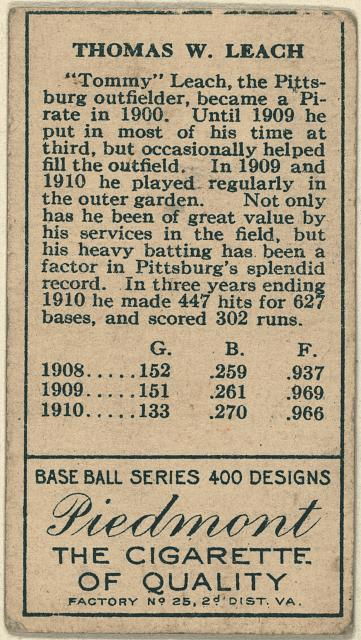 THOMAS W. LEACH
"Tommy" Leach, the Pitts-
burg outfielder, became a Pi-
rate in 1900. Until 1909 he
put in most of his time at
third, but occasionally helped
fill the outfield. In 1909 and
1910 he played regularly in
the outer garden. Not only
has he been of great value by
his services in the field, but
his heavy batting has been a
factor in Pittsburg's splendid
record. In three years ending
1910 he made 447 hits for 627
bases, and scored 302 runs.
G. B. F.
1908.....152 .259 .937
1909.....151 .261 .969
1910.....133 .270 .966
BASE BALL SERIES 400 DESIGNS
Piedmont
THE CIGARETTE
OF QUALITY
FACTORY Nº 25, 2d DIST. VA.